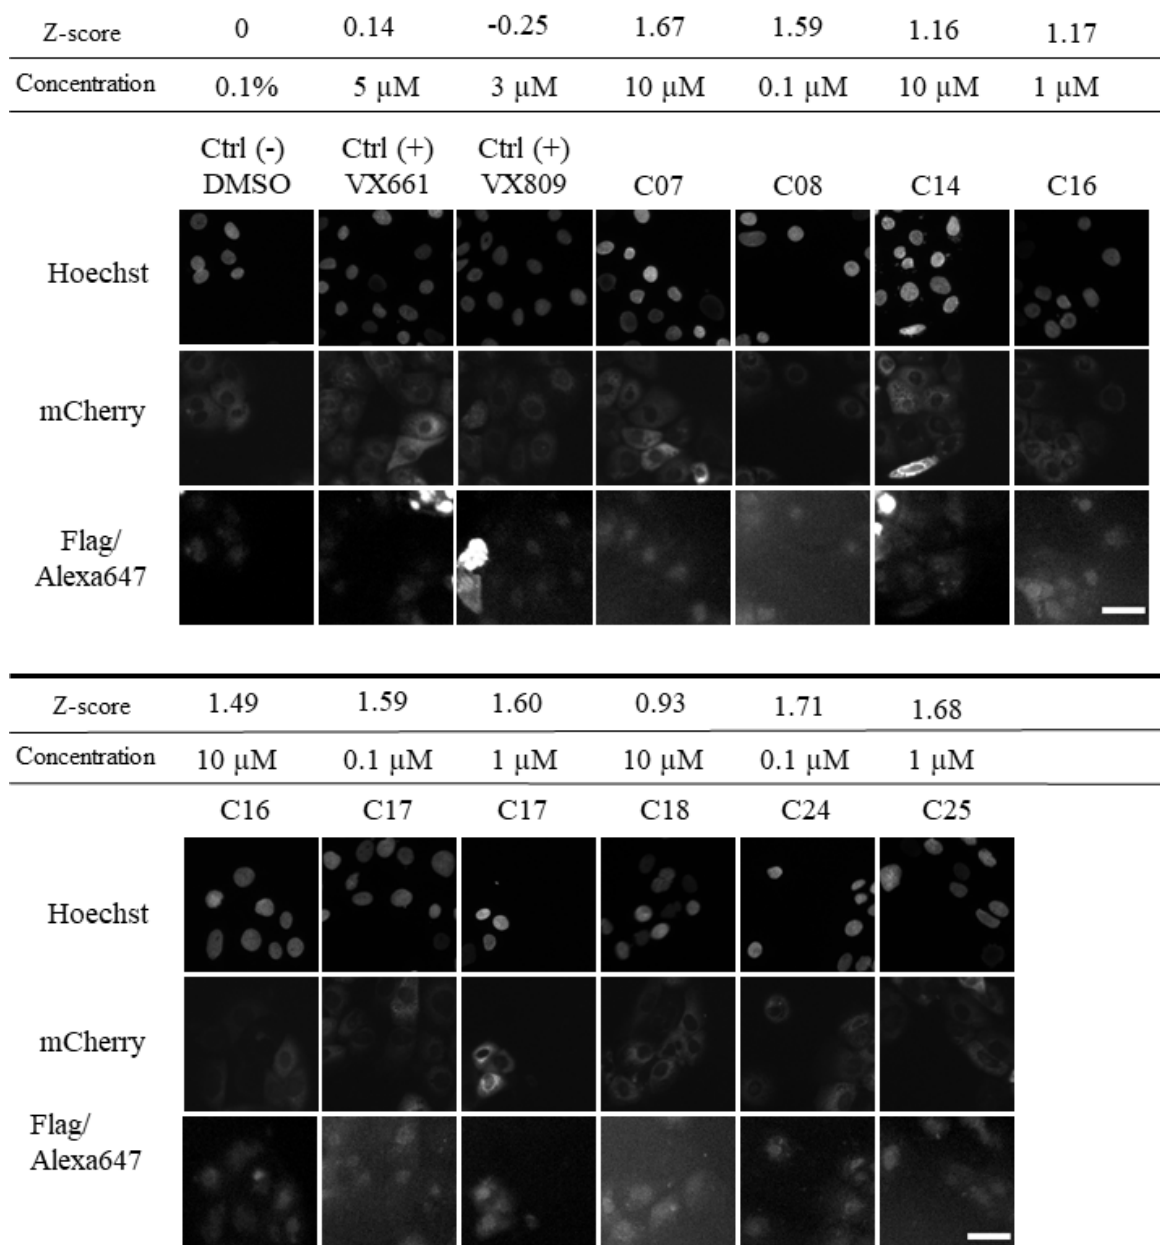 Z-score 0 0.14 -0.25 1.67 1.59 1.16 1.17
Concentration 0.1% 5 μM 3 μM 10 μM 0.1 μM 10 μM 1 μM
Ctrl (-) Ctrl (+) Ctrl (+)
DMSO VX661 VX809 C07 C08 C14 C16
Hoechst
mCherry
Flag/
Alexa647
Z-score 1.49 1.59 1.60 0.93 1.71 1.68
Concentration 10 μM 0.1 μM 1 μM 10 μM 0.1 μM 1 μM
C16 C17 C17 C18 C24 C25
Hoechst
mCherry
Flag/
Alexa647